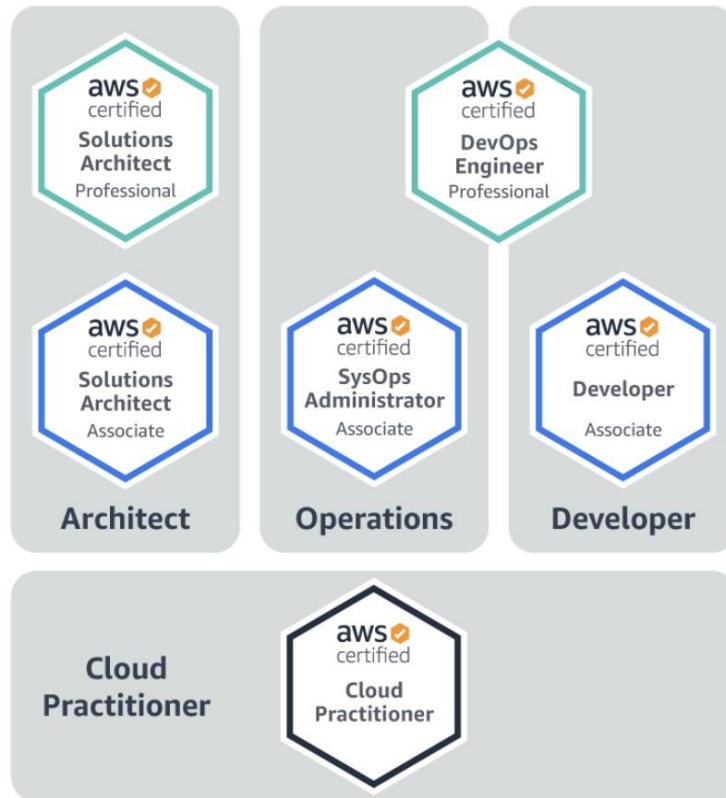 aws
certified
Solutions
Architect
Professional
aws
certified
DevOps
Engineer
Professional
aws
certified
Solutions
Architect
Associate
aws
certified
SysOps
Administrator
Associate
aws
certified
Developer
Associate
Architect
Operations
Developer
Cloud
Practitioner
aws
certified
Cloud
Practitioner